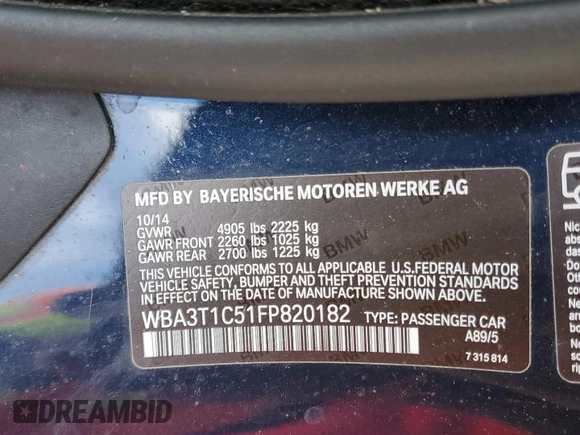 MFD BY BAYERISCHE MOTOREN WERKE AG
10/14
GVWR 4905 lbs 2225 kg
GAWR FRONT 2260 lbs 1025 kg
GAWR REAR 2700 lbs 1225 kg
THIS VEHICLE CONFORMS TO ALL APPLICABLE U.S.FEDERAL MOTOR
VEHICLE SAFETY, BUMPER AND THEFT PREVENTION STANDARDS
IN EFFECT ON THE DATE OF MANUFACTURE SHOWN ABOVE.
WBA3T1C51FP820182 TYPE: PASSENGER CAR
A89/5
7 315 814
BMW
DREAMBID